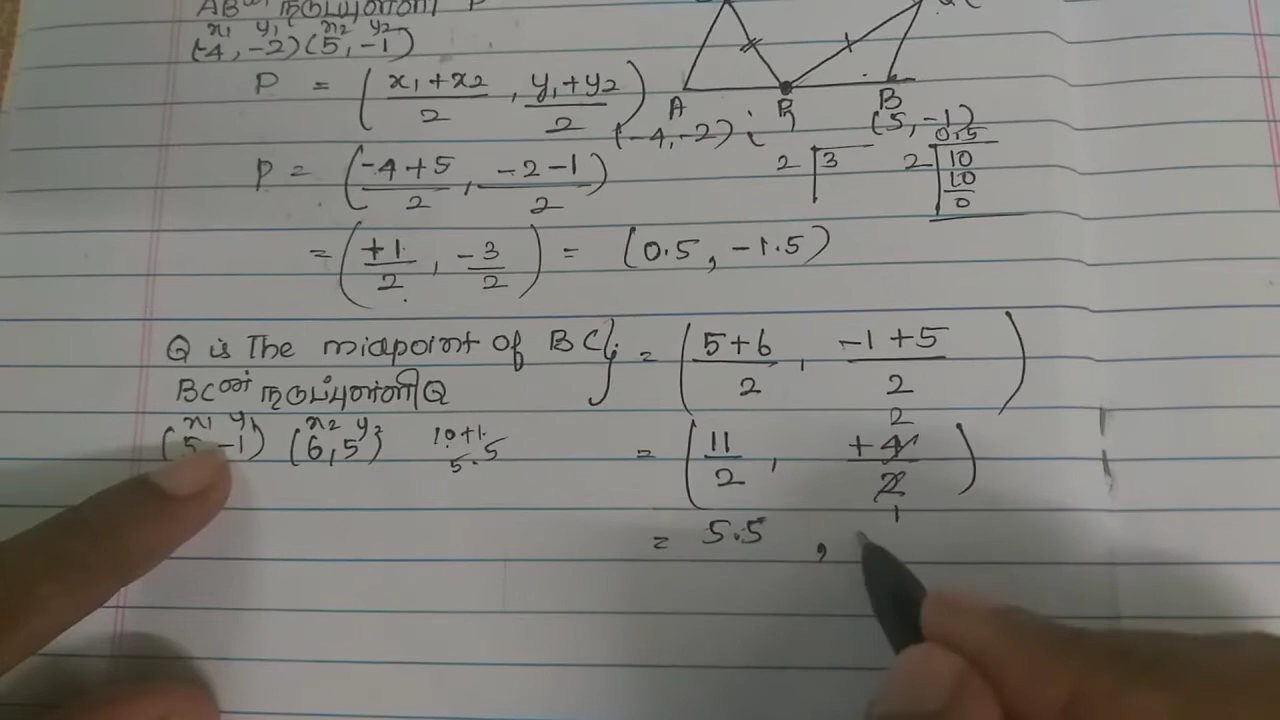 AB ன் நடுப்புள்ளி P
x1 y1 x2 y2
(-4, -2) (5, -1)
P = (x1+x2/2, y1+y2/2)
A B
(-4, -2) (5, -1)
P = (-4+5/2, -2-1/2)
2 3
0.5
2 10
10
0
= (+1/2, -3/2) = (0.5, -1.5)
Q is The midpoint of BC } = (5+6/2, -1+5/2)
BC ன் நடுப்புள்ளி Q
x1 y1 x2 y2
(5 -1) (6, 5) 10+1
5.5
= (11/2, +4/2)
2
1
= 5.5 ,